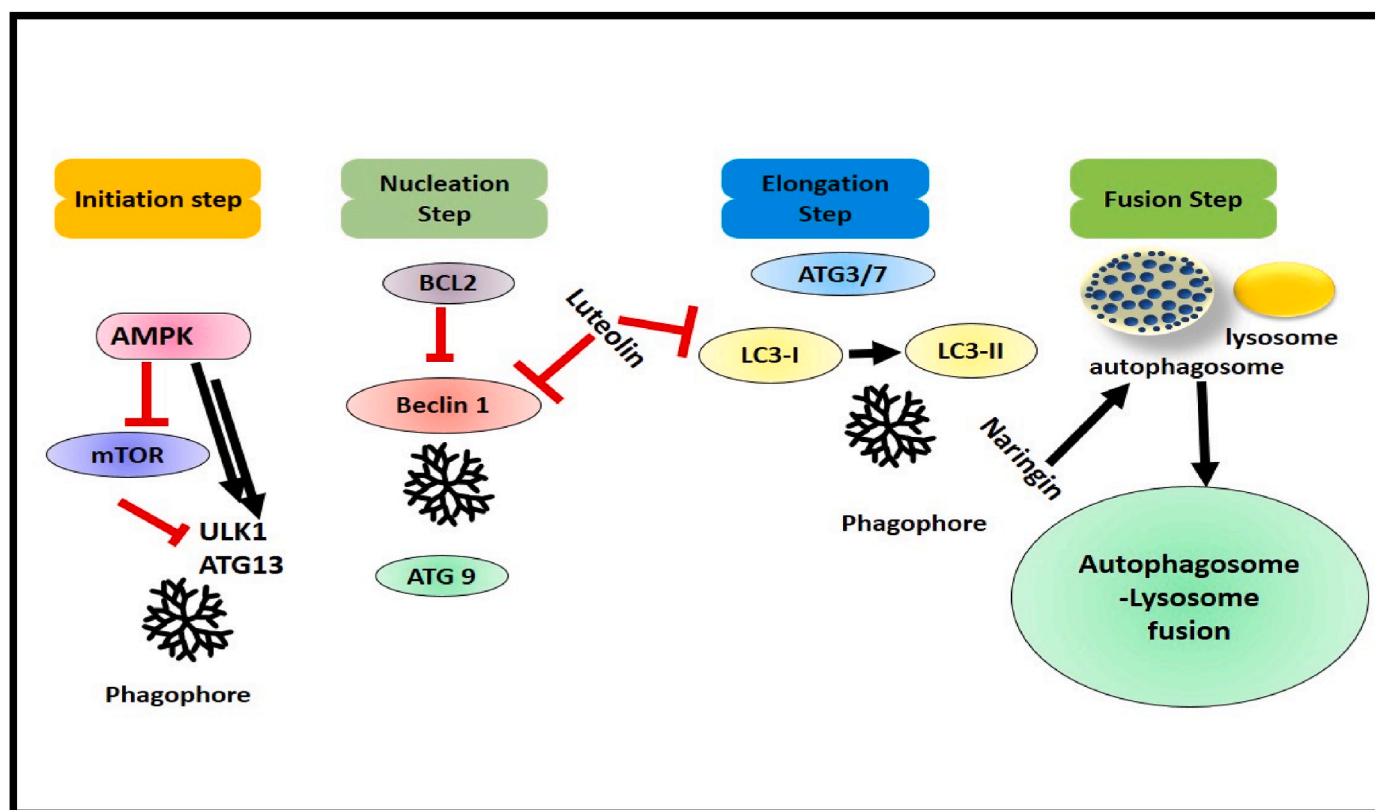 Initiation step
Nucleation
Step
Elongation
Step
Fusion Step
AMPK
mTOR
ULK1
ATG13
Phagophore
BCL2
Beclin 1
ATG 9
Luteolin
ATG3/7
LC3-I
LC3-II
Phagophore
lysosome
autophagosome
Naringin
Autophagosome
-Lysosome
fusion